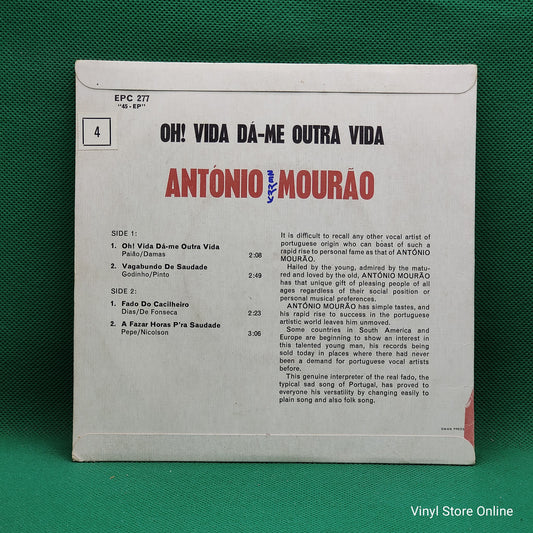 EPC 277
"45 - EP"
4
OH! VIDA DÁ-ME OUTRA VIDA
ANTÓNIO MOURÃO
SIDE 1:
1. Oh! Vida Dá-me Outra Vida
Paião/Damas 2:08
2. Vagabundo De Saudade
Godinho/Pinto 2:49
SIDE 2:
1. Fado Do Cacilheiro
Dias/De Fonseca 2:23
2. A Fazar Horas P'ra Saudade
Pepe/Nicolson 3:06
It is difficult to recall any other vocal artist of
portuguese origin who can boast of such a
rapid rise to personal fame as that of ANTÓNIO
MOURÃO.
Hailed by the young, admired by the matu-
red and loved by the old, ANTÓNIO MOURÃO
has that unique gift of pleasing people of all
ages regardless of their social position or
personal musical preferences.
ANTÓNIO MOURÃO has simple tastes, and
his rapid rise to success in the portuguese
artistic world leaves him unmoved.
Some countries in South America and
Europe are beginning to show an interest in
this talented young man, his records being
sold today in places where there had never
been a demand for portuguese vocal artists
before.
This genuine interpreter of the real fado, the
typical sad song of Portugal, has proved to
everyone his versatility by changing easily to
plain song and also folk song.
SWAN PRESS
Vinyl Store Online